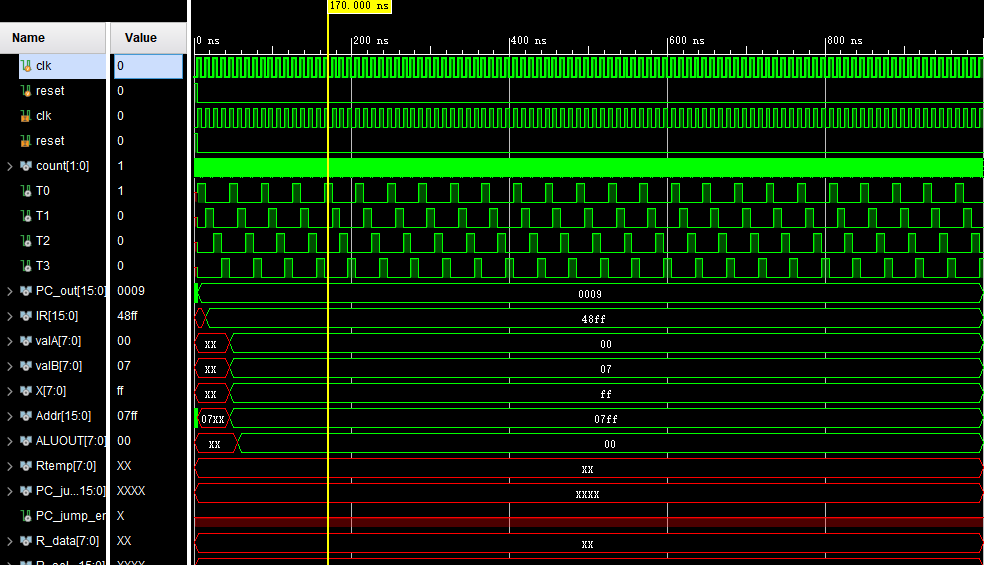 170.000 ns
Name Value
0 ns 200 ns 400 ns 600 ns 800 ns
clk 0
reset 0
clk 0
reset 0
count[1:0] 1
T0 1
T1 0
T2 0
T3 0
PC_out[15:0] 0009 0009
IR[15:0] 48ff 48ff
valA[7:0] 00 XX 00
valB[7:0] 07 XX 07
X[7:0] ff XX ff
Addr[15:0] 07ff 07XX 07ff
ALUOUT[7:0] 00 XX 00
Rtemp[7:0] XX XX
PC_ju...15:0] XXXX XXXX
PC_jump_er X
R_data[7:0] XX XX